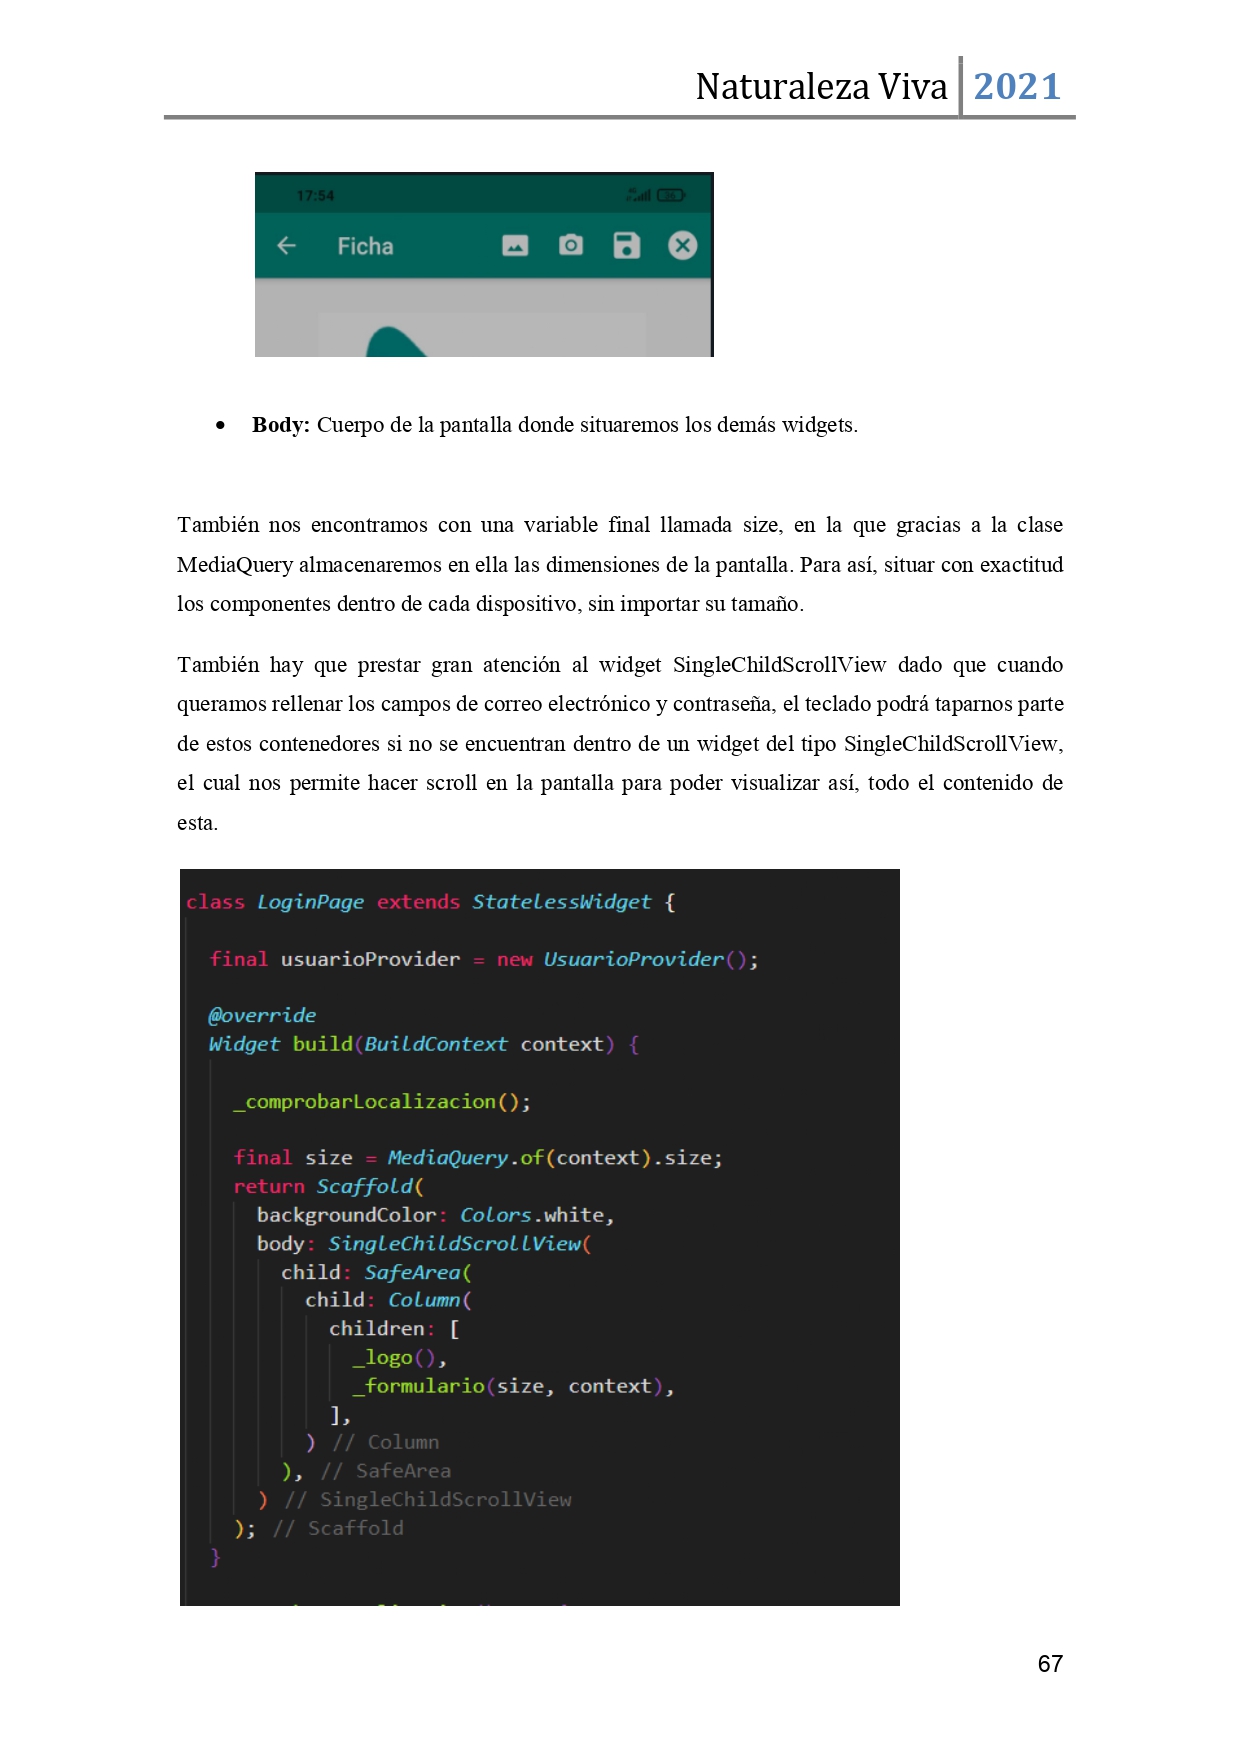 Naturaleza Viva 2021
17:54
Ficha
• Body: Cuerpo de la pantalla donde situaremos los demás widgets.
También nos encontramos con una variable final llamada size, en la que gracias a la clase
MediaQuery almacenaremos en ella las dimensiones de la pantalla. Para así, situar con exactitud
los componentes dentro de cada dispositivo, sin importar su tamaño.
También hay que prestar gran atención al widget SingleChildScrollView dado que cuando
queramos rellenar los campos de correo electrónico y contraseña, el teclado podrá taparnos parte
de estos contenedores si no se encuentran dentro de un widget del tipo SingleChildScrollView,
el cual nos permite hacer scroll en la pantalla para poder visualizar así, todo el contenido de
esta.
class LoginPage extends StatelessWidget {
final usuarioProvider = new UsuarioProvider();
@override
Widget build(BuildContext context) {
_comprobarLocalizacion();
final size = MediaQuery.of(context).size;
return Scaffold(
backgroundColor: Colors.white,
body: SingleChildScrollView(
child: SafeArea(
child: Column(
children: [
_logo(),
_formulario(size, context),
],
) // Column
), // SafeArea
) // SingleChildScrollView
); // Scaffold
}
67